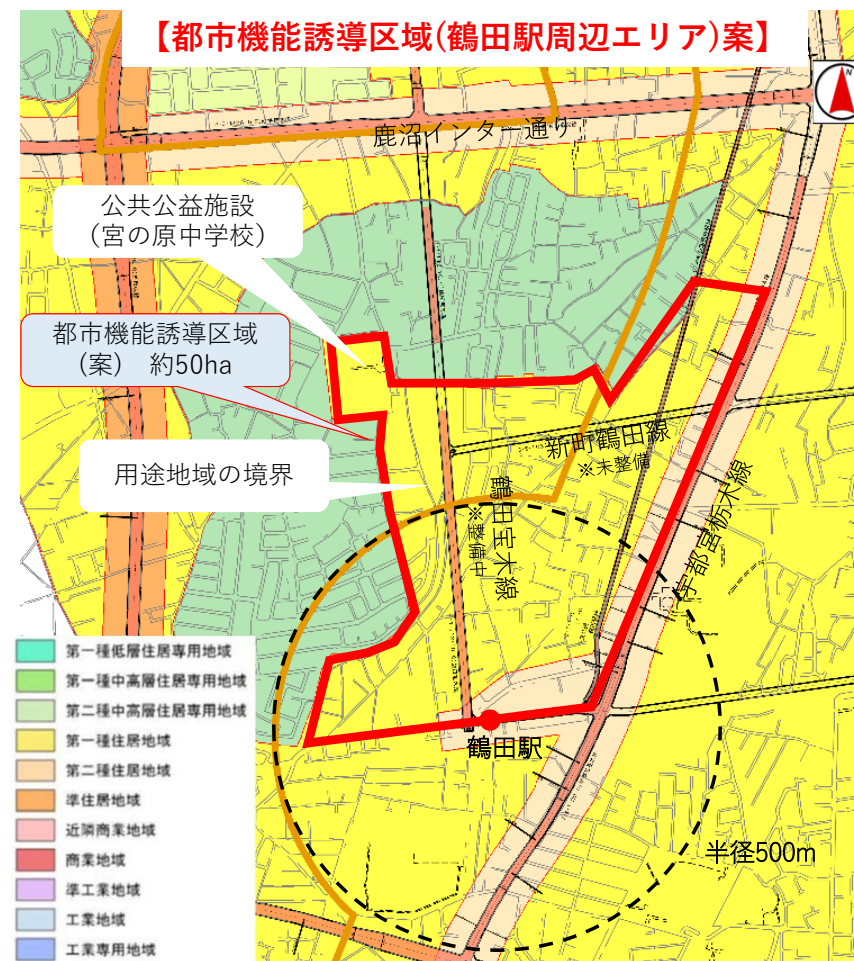 【都市機能誘導区域(鶴田駅周辺エリア)案】
N
鹿沼インター通り
公共公益施設
(宮の原中学校)
都市機能誘導区域
(案) 約50ha
用途地域の境界
新町鶴田線
※未整備
鶴田宝木線
※整備中
宇都宮栃木線
鶴田駅
半径500m
第一種低層住居専用地域
第一種中高層住居専用地域
第二種中高層住居専用地域
第一種住居地域
第二種住居地域
準住居地域
近隣商業地域
商業地域
準工業地域
工業地域
工業専用地域